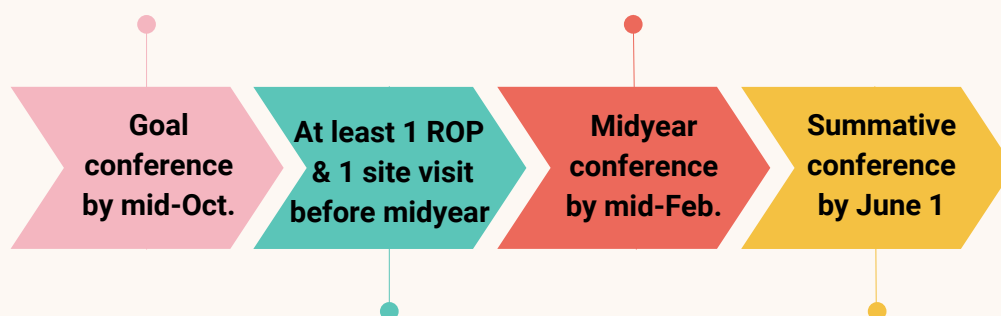 Goal
conference
by mid-Oct.
At least 1 ROP
& 1 site visit
before midyear
Midyear
conference
by mid-Feb.
Summative
conference
by June 1